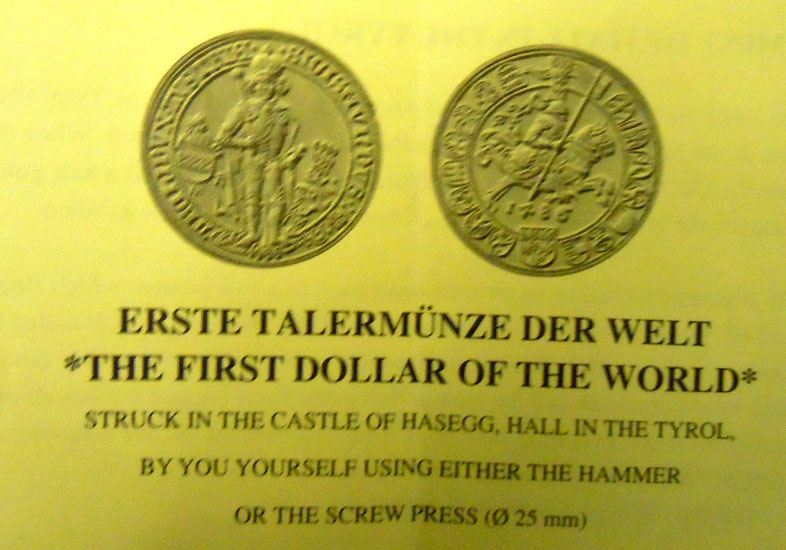 1486
ERSTE TALERMÜNZE DER WELT
*THE FIRST DOLLAR OF THE WORLD*
STRUCK IN THE CASTLE OF HASEGG, HALL IN THE TYROL,
BY YOU YOURSELF USING EITHER THE HAMMER
OR THE SCREW PRESS (Ø 25 mm)